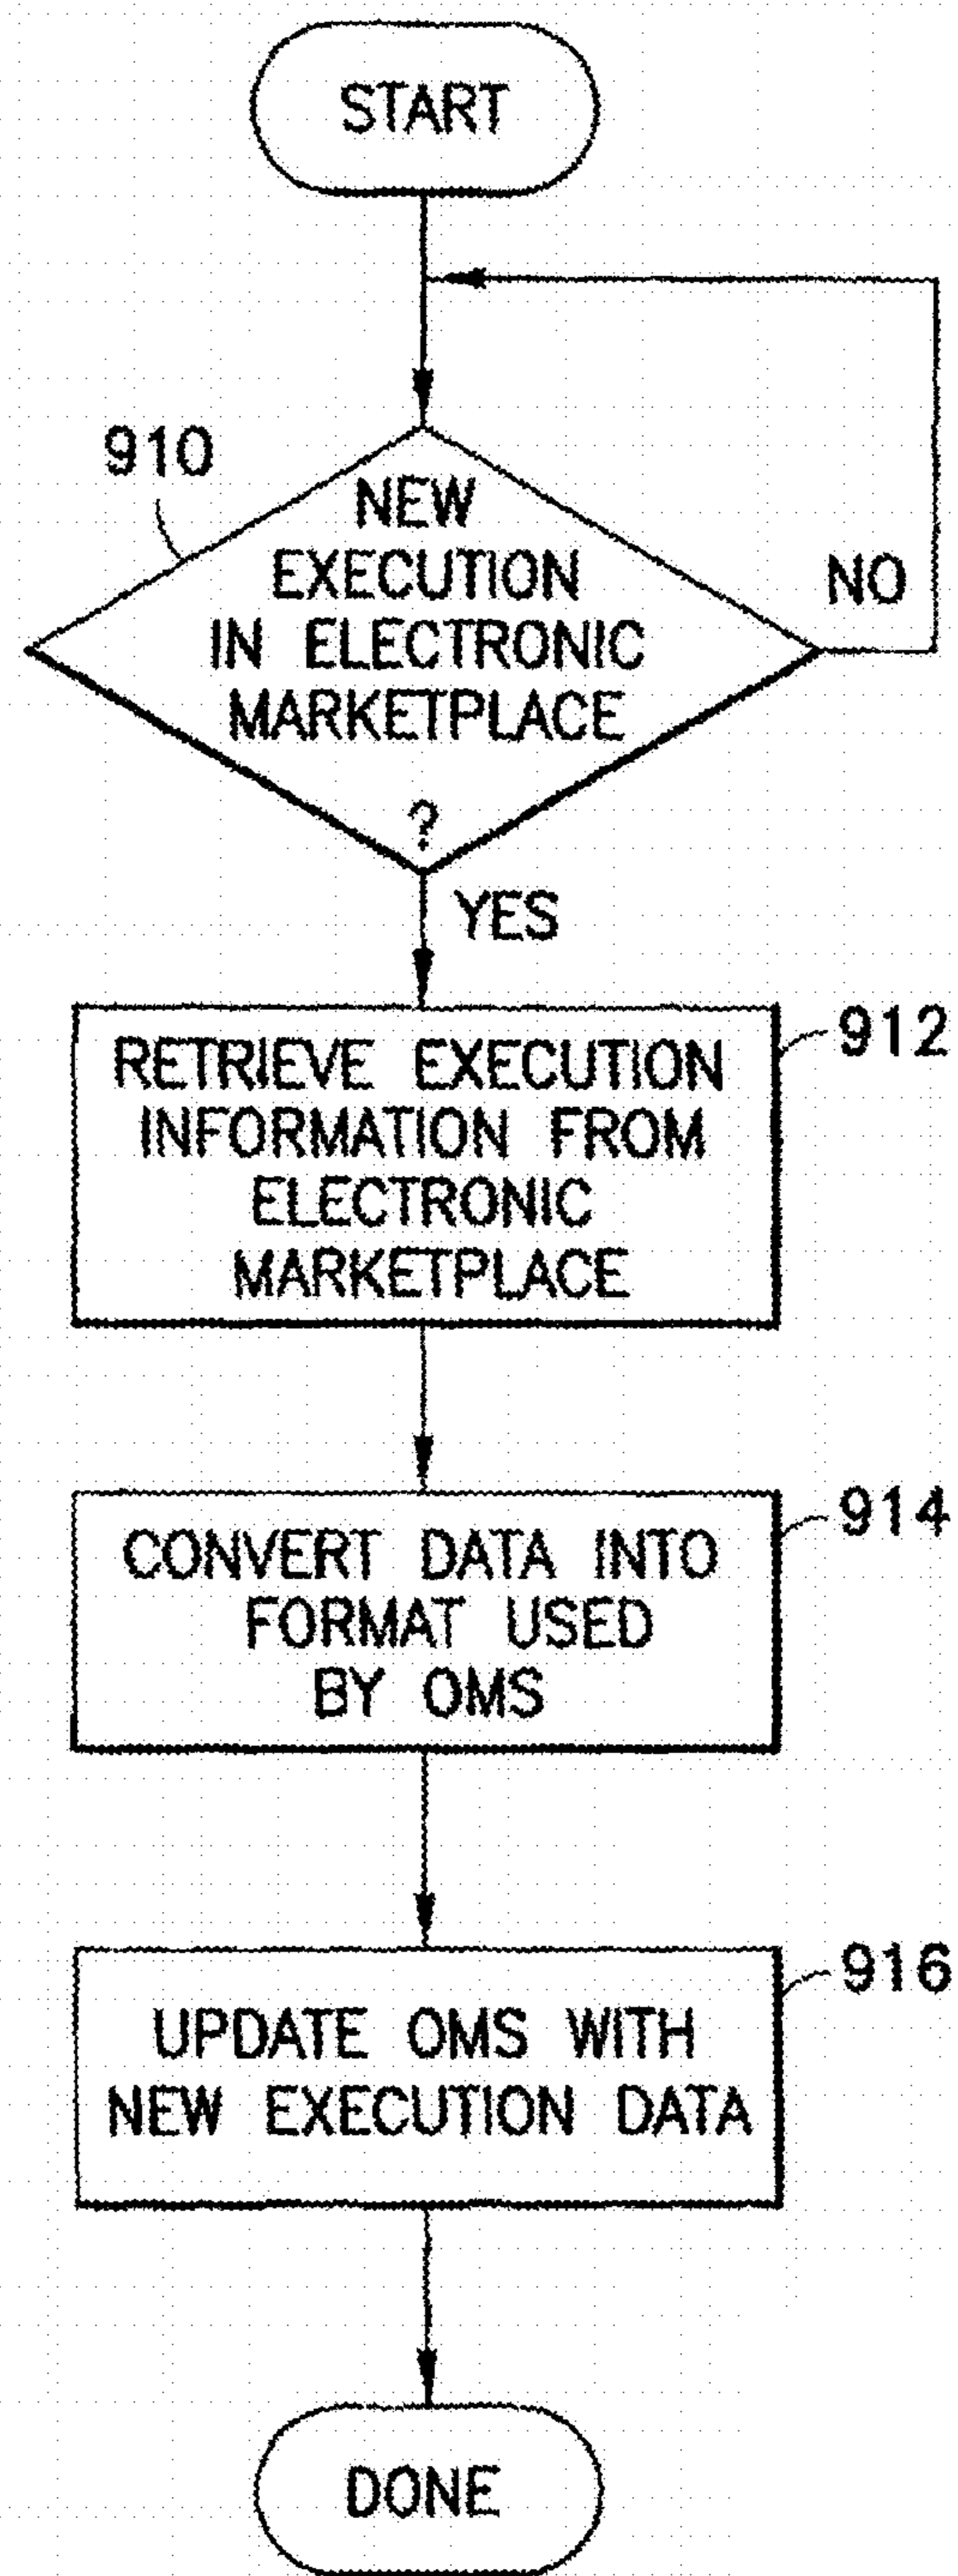 START
910
NEW
EXECUTION
IN ELECTRONIC
MARKETPLACE
?
NO
YES
RETRIEVE EXECUTION
INFORMATION FROM
ELECTRONIC
MARKETPLACE
912
CONVERT DATA INTO
FORMAT USED
BY OMS
914
UPDATE OMS WITH
NEW EXECUTION DATA
916
DONE